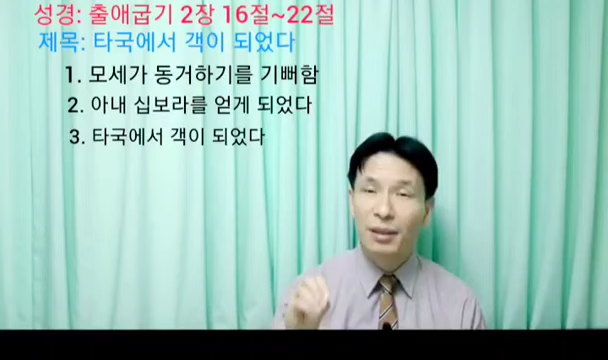 성경: 출애굽기 2장 16절~22절
제목: 타국에서 객이 되었다
1. 모세가 동거하기를 기뻐함
2. 아내 십보라를 얻게 되었다
3. 타국에서 객이 되었다